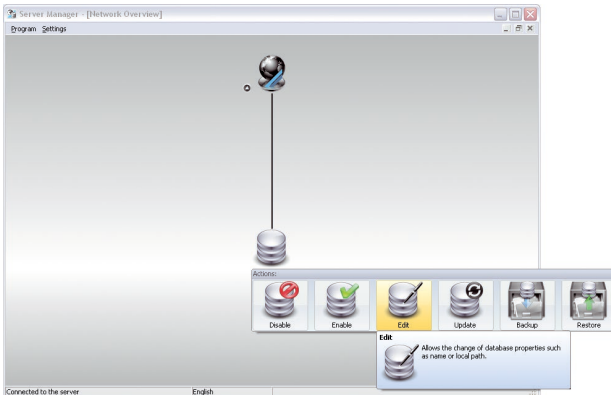 Server Manager - [Network Overview]
Program Settings
Actions:
Disable Enable Edit Update Backup Restore
Edit
Allows the change of database properties such
as name or local path.
Connected to the server English